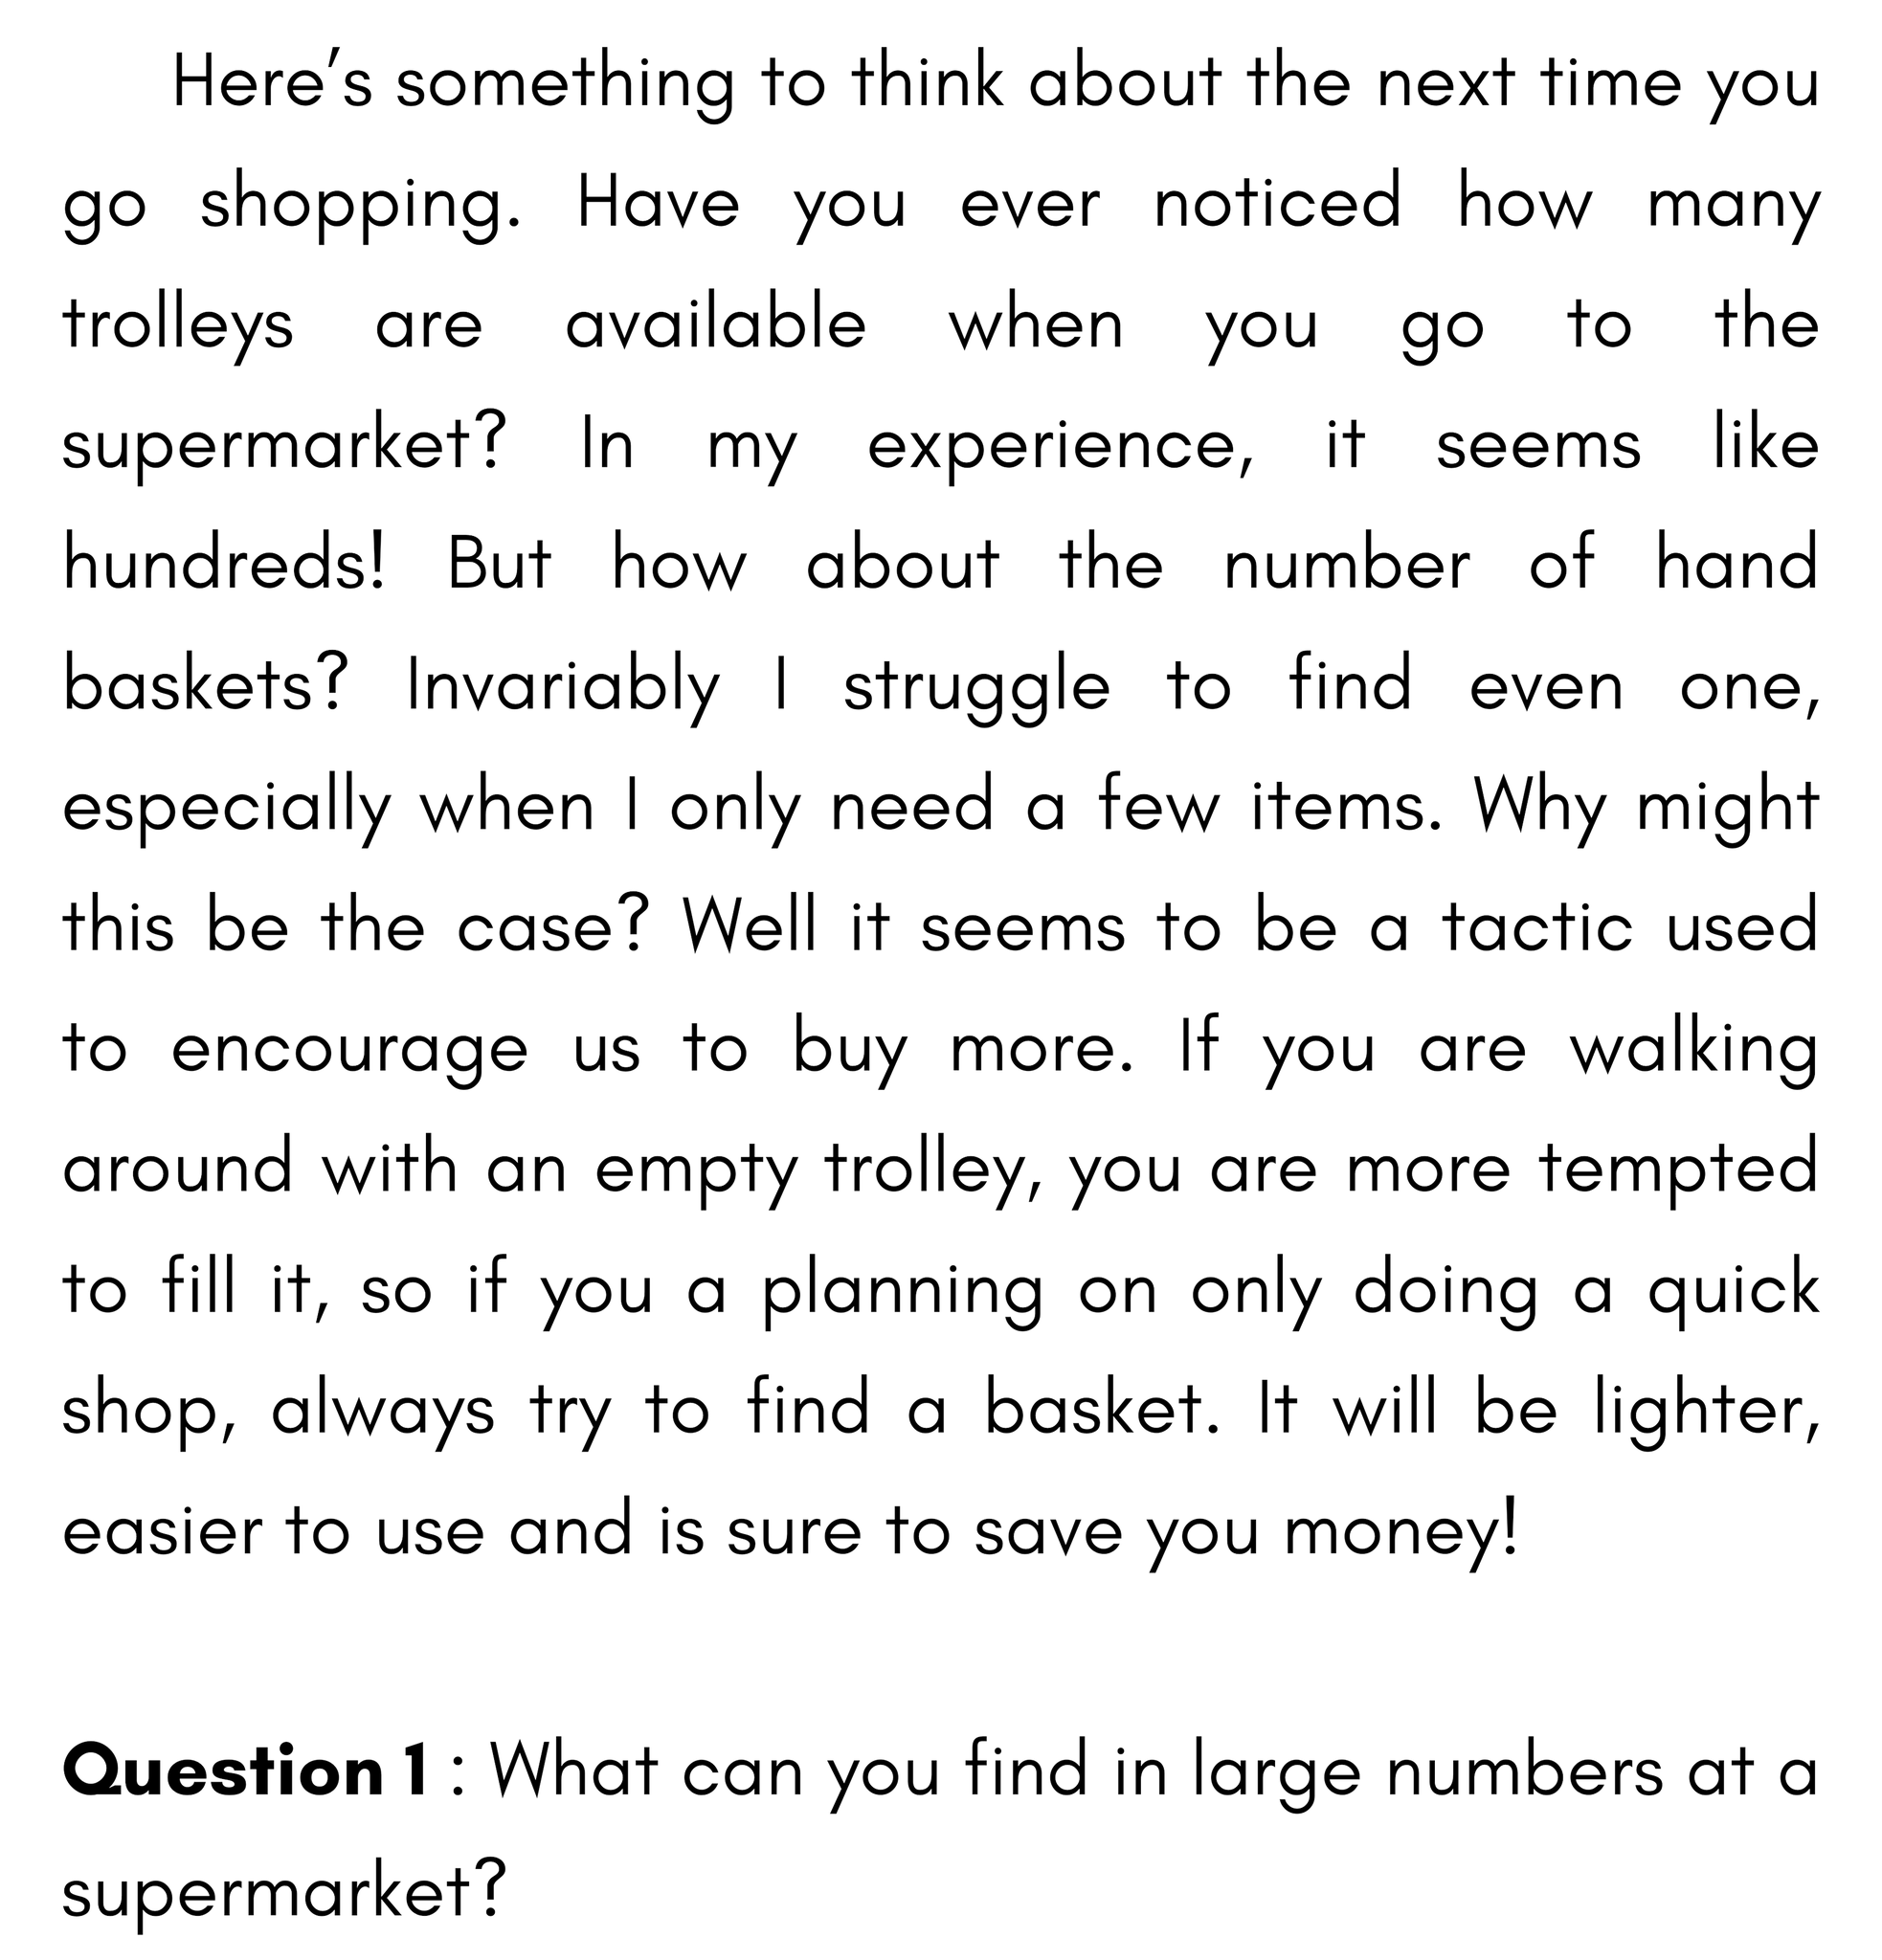 Here’s something to think about the next time you
go shopping. Have you ever noticed how many
trolleys are available when you go to the
supermarket? In my experience, it seems like
hundreds! But how about the number of hand
baskets? Invariably I struggle to find even one,
especially when I only need a few items. Why might
this be the case? Well it seems to be a tactic used
to encourage us to buy more. If you are walking
around with an empty trolley, you are more tempted
to fill it, so if you a planning on only doing a quick
shop, always try to find a basket. It will be lighter,
easier to use and is sure to save you money!
Question 1 : What can you find in large numbers at a
supermarket?